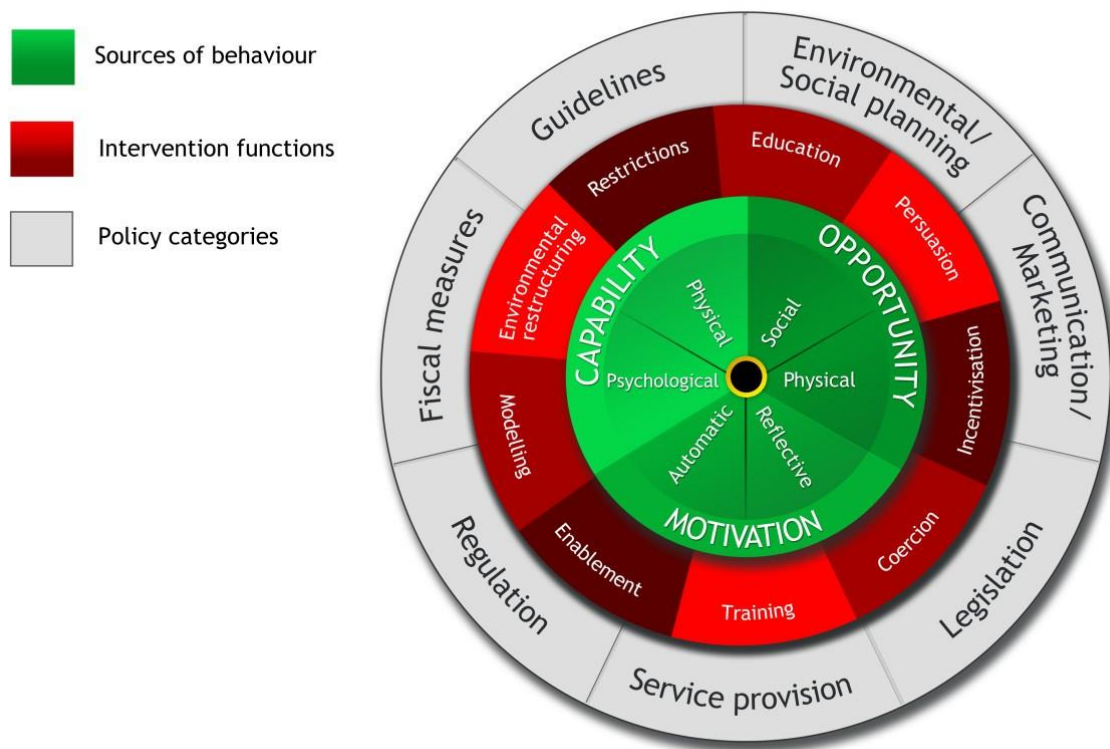 Sources of behaviour
Intervention functions
Policy categories
Environmental/
Social planning
Communication/
Marketing
Legislation
Service provision
Regulation
Fiscal measures
Guidelines
Education
Persuasion
Incentivisation
Coercion
Training
Enablement
Modelling
Environmental
restructuring
Restrictions
CAPABILITY
Physical
Psychological
OPPORTUNITY
Social
Physical
MOTIVATION
Automatic
Reflective